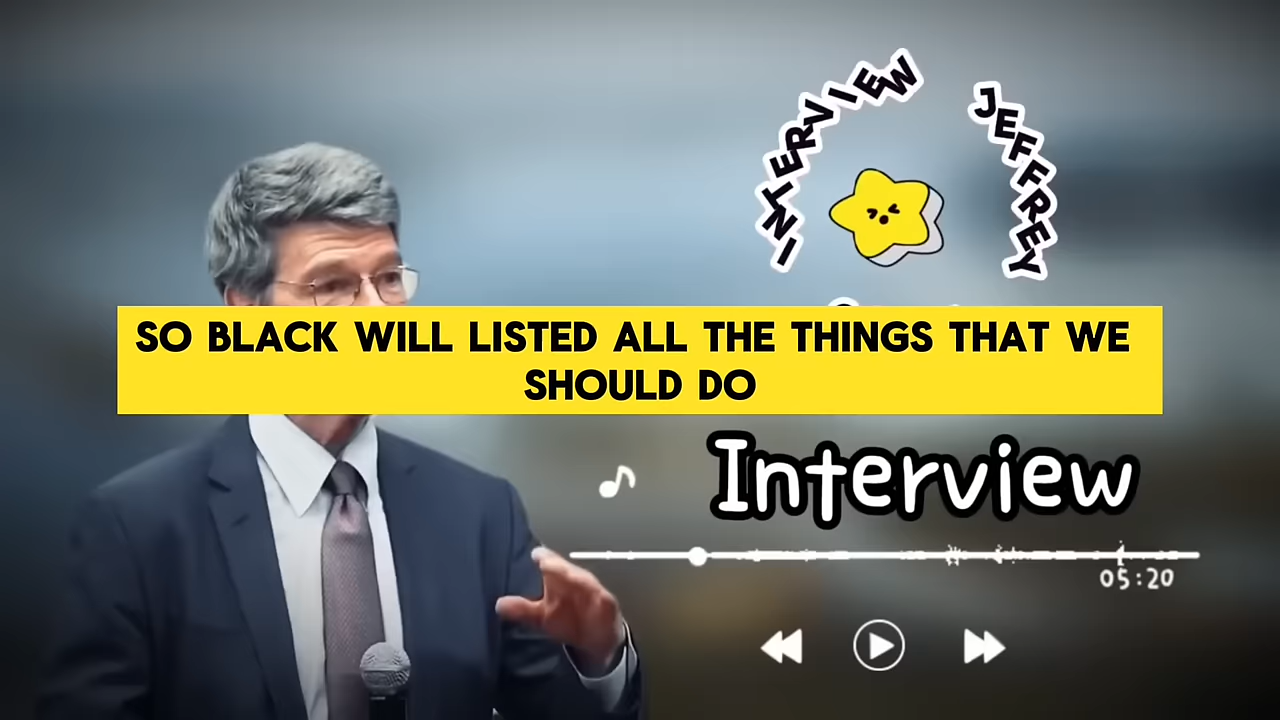 INTERVIEW JEFFREY
SO BLACK WILL LISTED ALL THE THINGS THAT WE
SHOULD DO
Interview
05:20